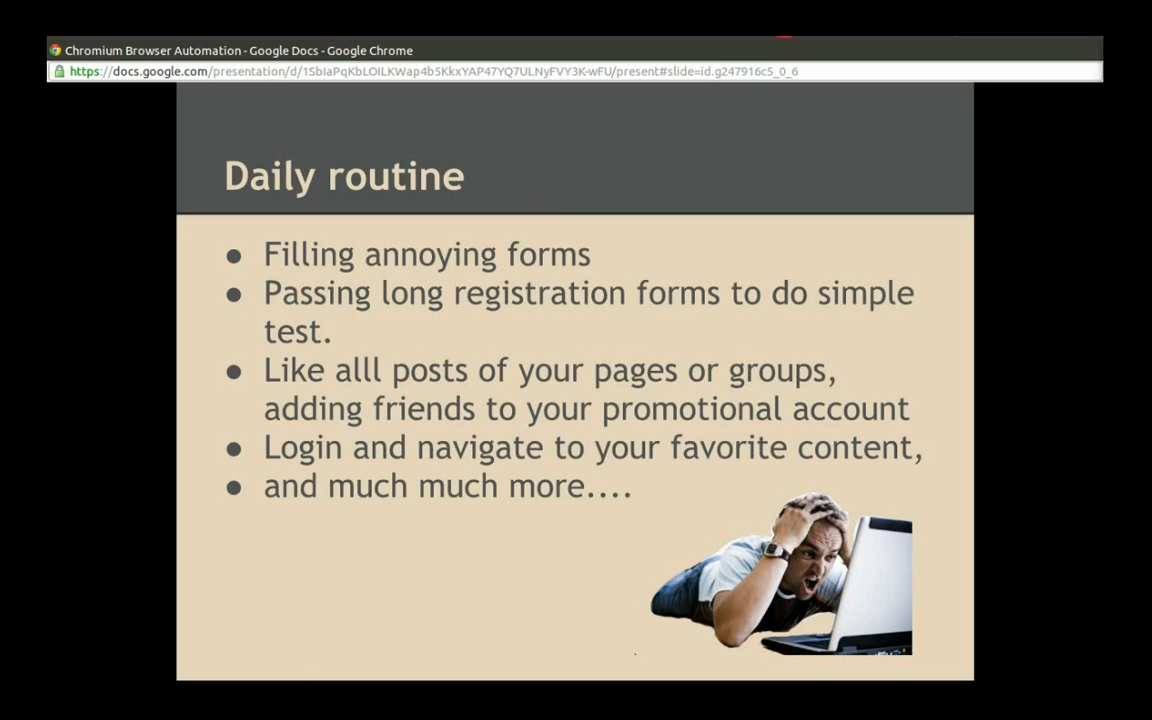 Chromium Browser Automation - Google Docs - Google Chrome
https://docs.google.com/presentation/d/1SbIaPqKbLOILKWap4b5KkxYAP47YQ7ULNyFVY3K-wFU/present#slide=id.g247916c5_0_6
Daily routine
● Filling annoying forms
● Passing long registration forms to do simple
test.
● Like alll posts of your pages or groups,
adding friends to your promotional account
● Login and navigate to your favorite content,
● and much much more....